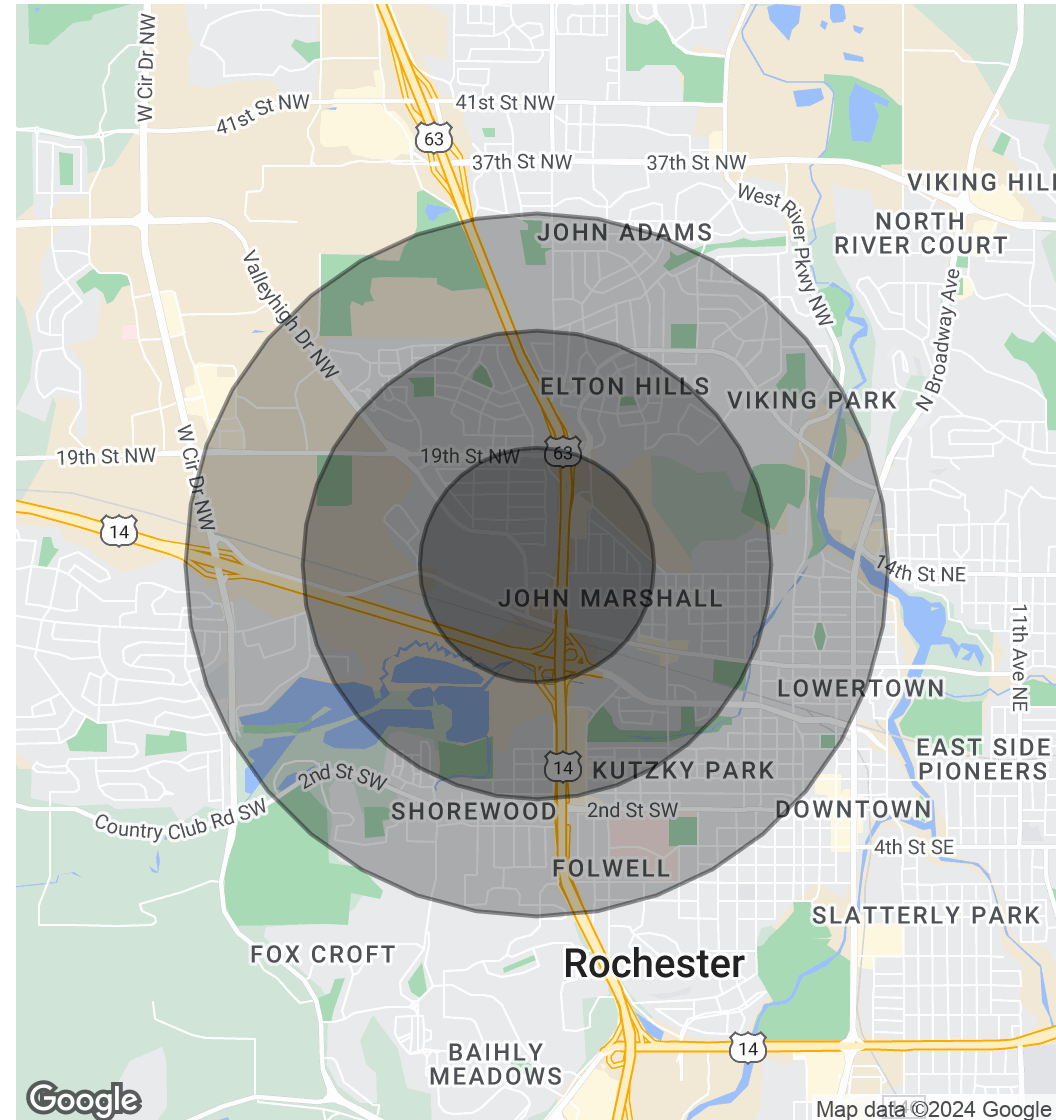 W Cir Dr NW
41st St NW
41st St NW
63
37th St NW
37th St NW
VIKING HILL
West River Pkwy NW
NORTH
RIVER COURT
JOHN ADAMS
Valleyhigh Dr NW
N Broadway Ave
ELTON HILLS
VIKING PARK
W Cir Dr NW
19th St NW
19th St NW
63
14
14th St NE
JOHN MARSHALL
11th Ave NE
LOWERTOWN
EAST SIDE
PIONEERS
2nd St SW
14
KUTZKY PARK
Country Club Rd SW
SHOREWOOD
2nd St SW
DOWNTOWN
4th St SE
FOLWELL
SLATTERLY PARK
FOX CROFT
Rochester
BAIHLY
MEADOWS
14
Google
Map data ©2024 Google